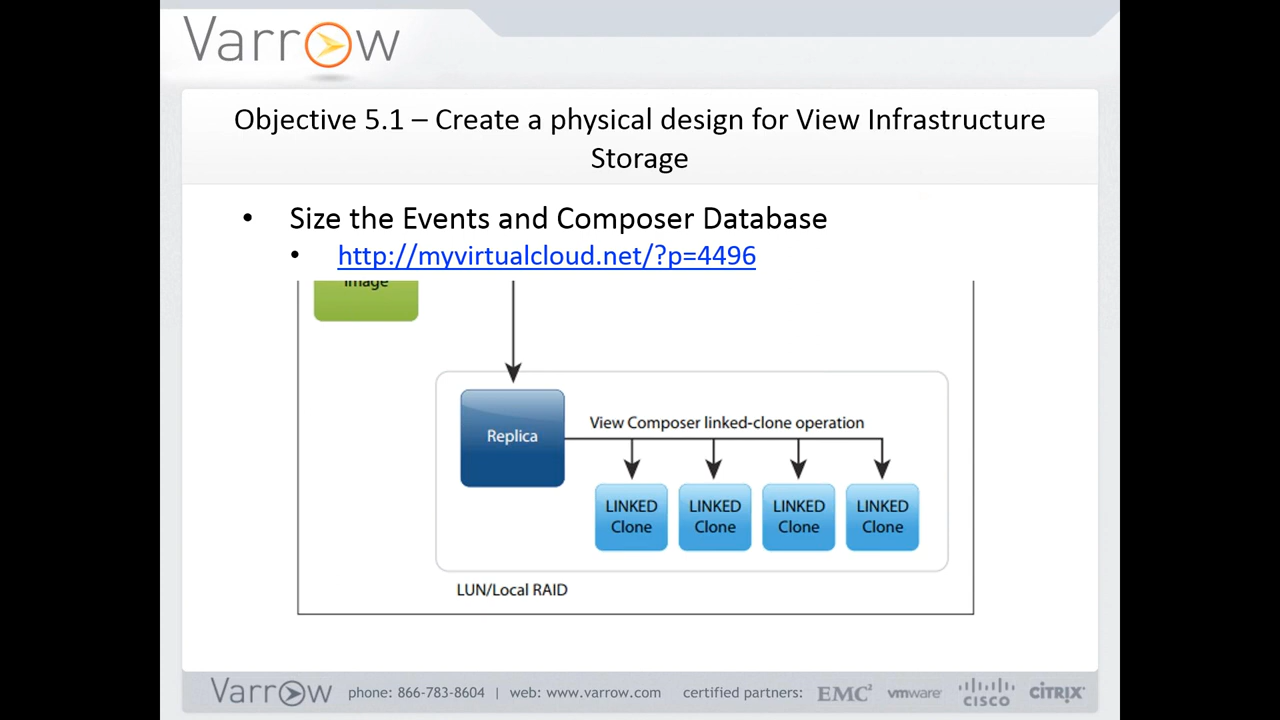 Varrow
Objective 5.1 – Create a physical design for View Infrastructure
Storage
• Size the Events and Composer Database
• http://myvirtualcloud.net/?p=4496
Image
Replica
View Composer linked-clone operation
LINKED LINKED LINKED LINKED
Clone Clone Clone Clone
LUN/Local RAID
Varrow phone: 866-783-8604 | web: www.varrow.com certified partners: EMC² vmware CISCO CITRIX